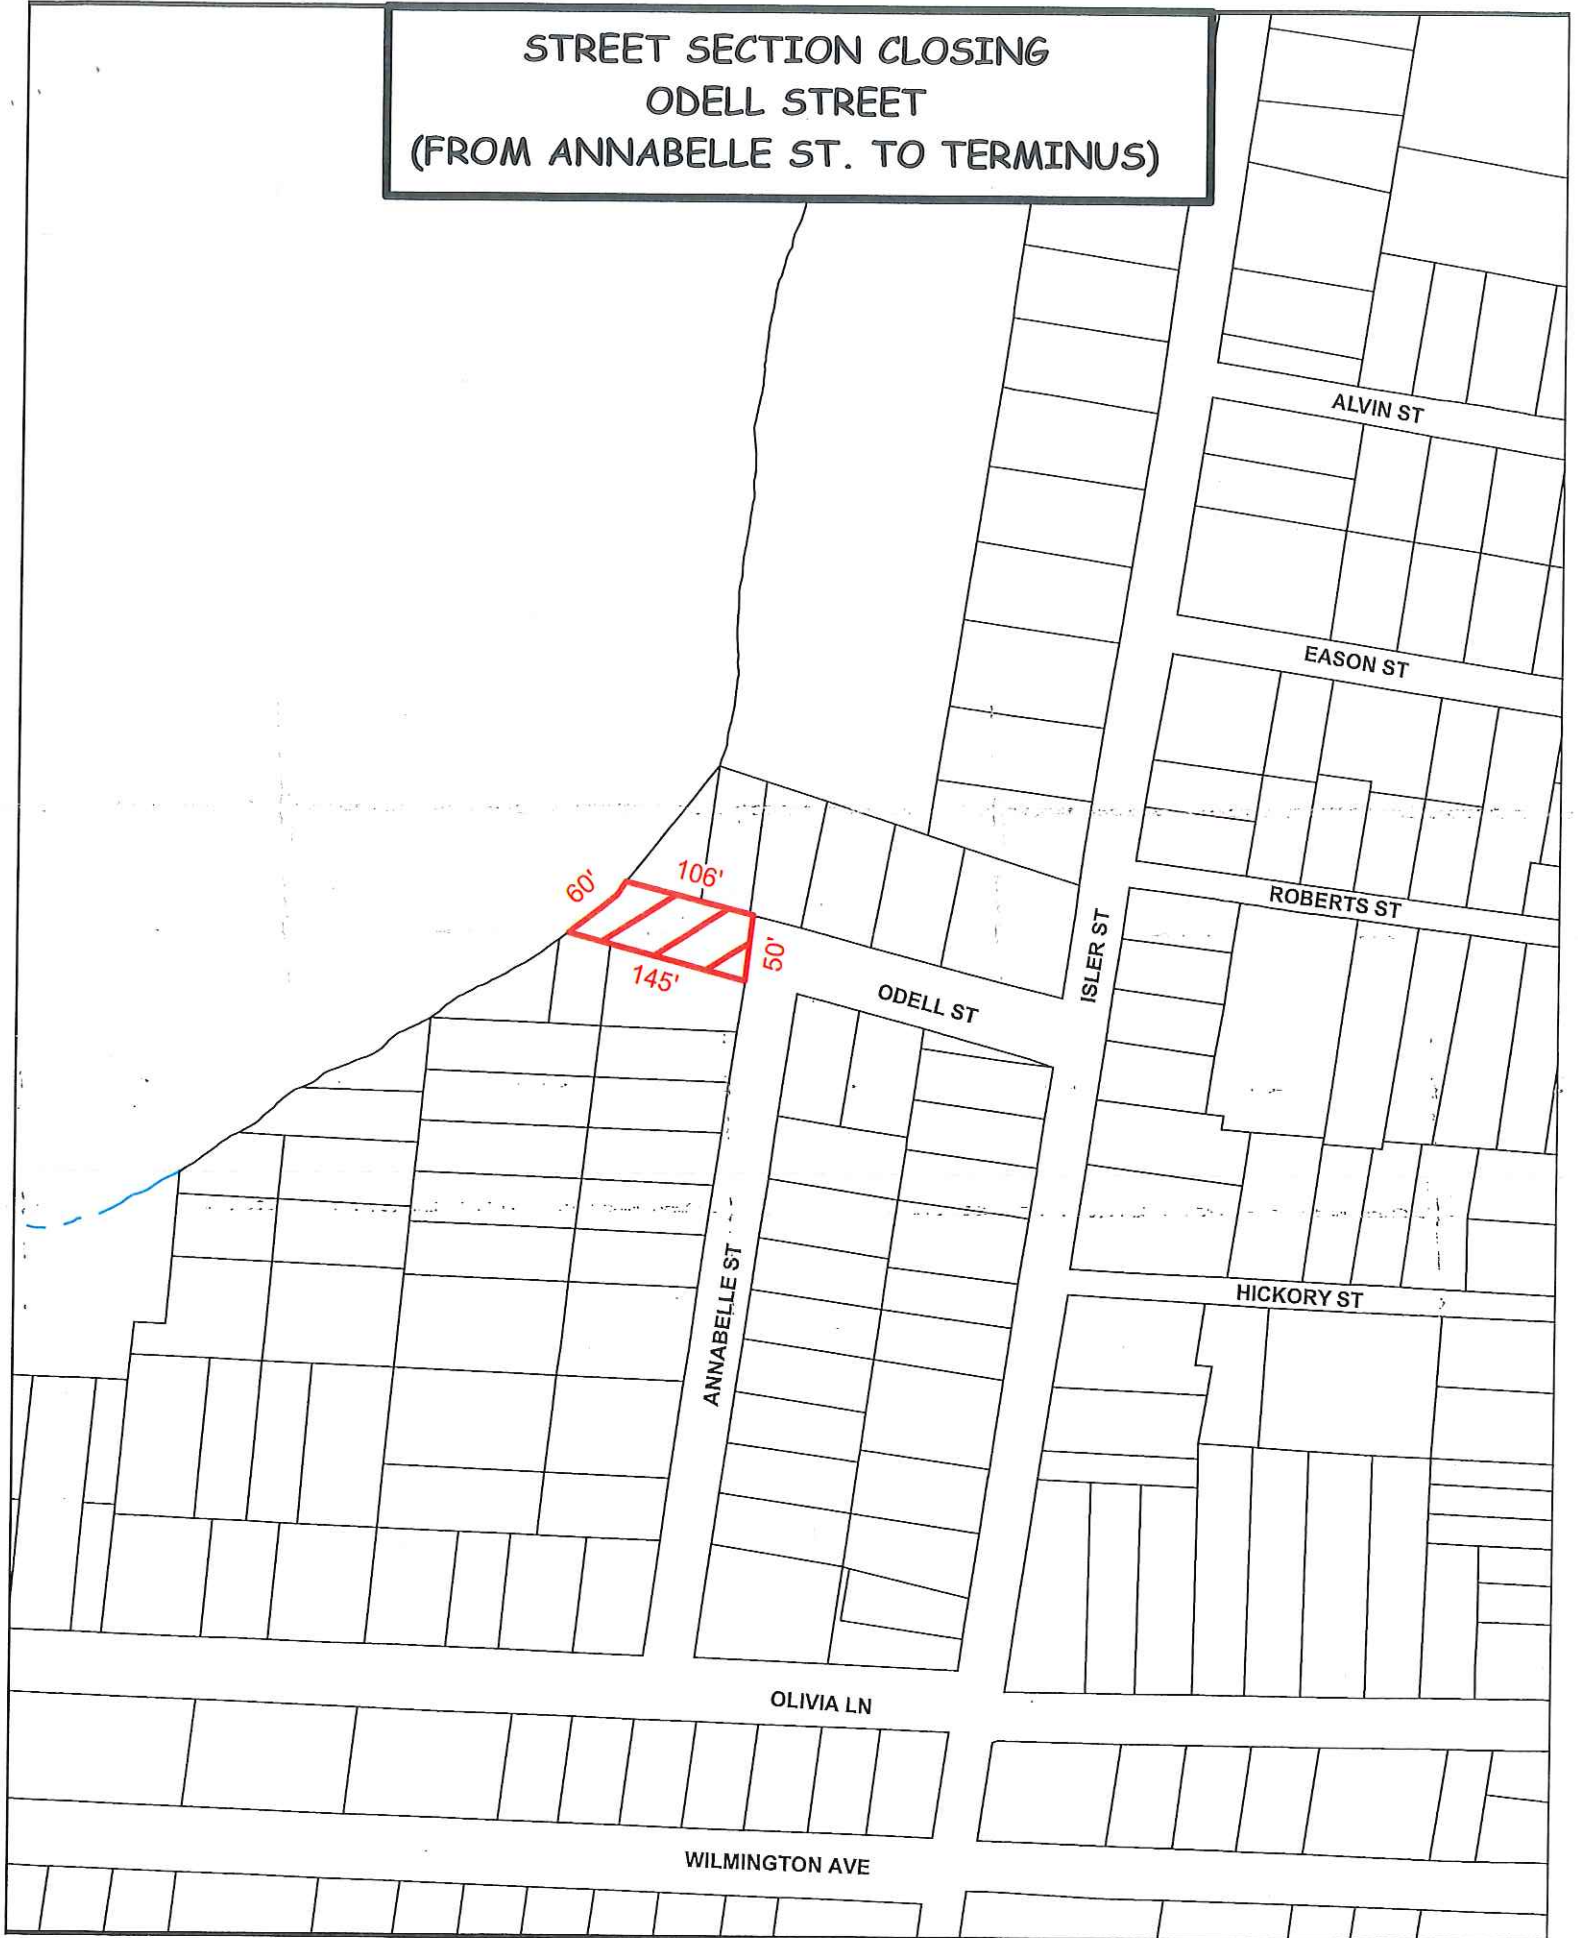 STREET SECTION CLOSING
ODELL STREET
(FROM ANNABELLE ST. TO TERMINUS)
ALVIN ST
EASON ST
106'
60'
ROBERTS ST
50'
ISLER ST
145'
ODELL ST
ANNABELLE ST
HICKORY ST
OLIVIA LN
WILMINGTON AVE